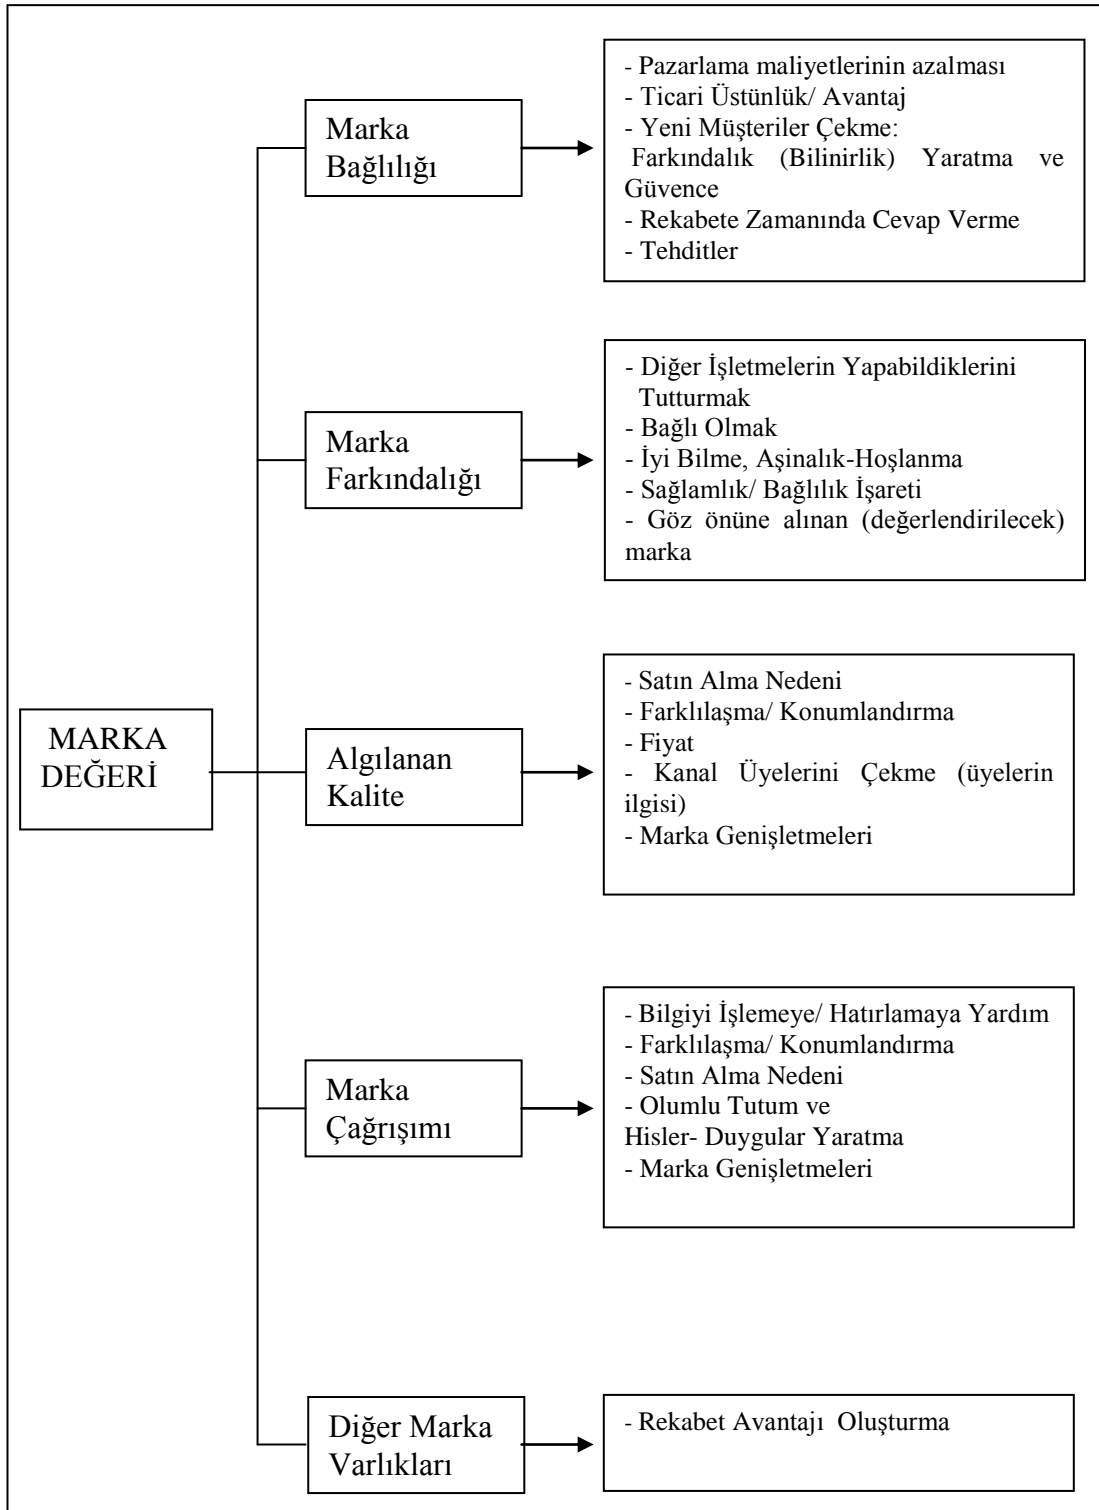 MARKA
DEĞERİ
Marka
Bağlılığı
- Pazarlama maliyetlerinin azalması
- Ticari Üstünlük/ Avantaj
- Yeni Müşteriler Çekme:
Farkındalık (Bilinirlik) Yaratma ve
Güvence
- Rekabete Zamanında Cevap Verme
- Tehditler
Marka
Farkındalığı
- Diğer İşletmelerin Yapabildiklerini
Tutturmak
- Bağlı Olmak
- İyi Bilme, Aşinalık-Hoşlanma
- Sağlamlık/ Bağlılık İşareti
- Göz önüne alınan (değerlendirilecek)
marka
Algılanan
Kalite
- Satın Alma Nedeni
- Farklılaşma/ Konumlandırma
- Fiyat
- Kanal Üyelerini Çekme (üyelerin
ilgisi)
- Marka Genişletmeleri
Marka
Çağrışımı
- Bilgiyi İşlemeye/ Hatırlamaya Yardım
- Farklılaşma/ Konumlandırma
- Satın Alma Nedeni
- Olumlu Tutum ve
Hisler- Duygular Yaratma
- Marka Genişletmeleri
Diğer Marka
Varlıkları
- Rekabet Avantajı Oluşturma